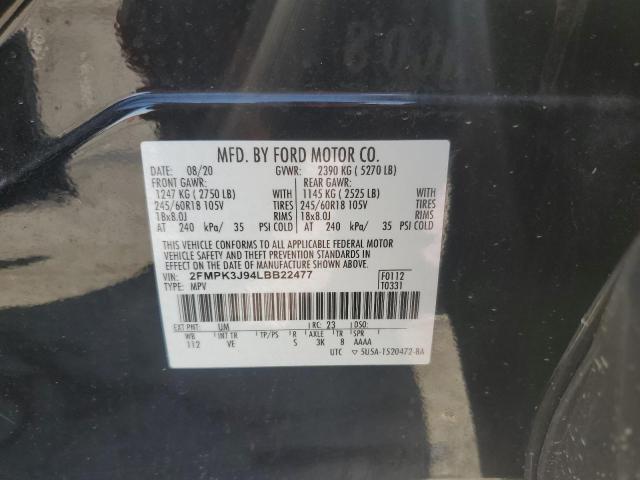 MFD. BY FORD MOTOR CO.
DATE: 08/20 GVWR: 2390 KG ( 5270 LB)
FRONT GAWR: REAR GAWR:
1247 KG ( 2750 LB) WITH 1145 KG ( 2525 LB) WITH
245/60R18 105V TIRES 245/60R18 105V TIRES
18x8.0J RIMS 18x8.0J RIMS
AT 240 kPa/ 35 PSI COLD AT 240 kPa/ 35 PSI COLD
THIS VEHICLE CONFORMS TO ALL APPLICABLE FEDERAL MOTOR
VEHICLE SAFETY AND THEFT PREVENTION STANDARDS IN
EFFECT ON THE DATE OF MANUFACTURE SHOWN ABOVE.
VIN: 2FMPK3J94LBB22477 F0112
TYPE: MPV T0331
EXT PNT: UM RC: 23 DSO:
WB INT TR TP/PS R AXLE TR SPR
112 VE S 3K 8 AAAA
UTC ▽ 5U5A-1520472-BA